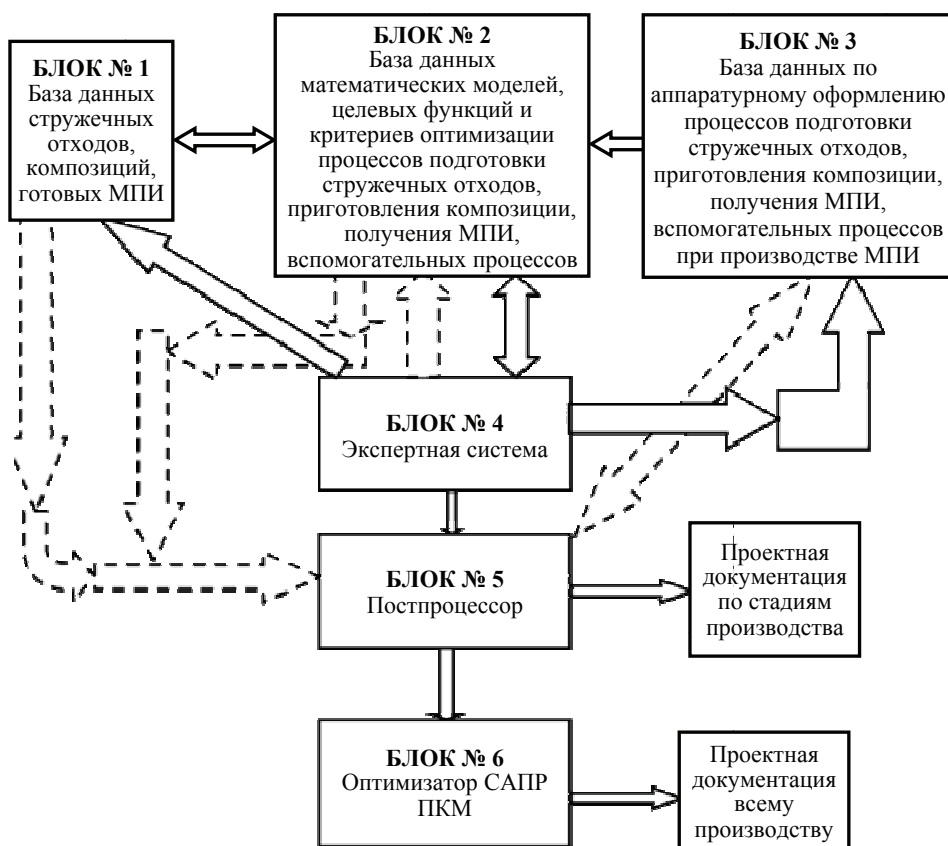 БЛОК № 1
База данных
стружечных
отходов,
композиций,
готовых МПИ
БЛОК № 2
База данных
математических моделей,
целевых функций и
критериев оптимизации
процессов подготовки
стружечных отходов,
приготовления композиции,
получения МПИ,
вспомогательных процессов
БЛОК № 3
База данных по
аппаратурному оформлению
процессов подготовки
стружечных отходов,
приготовления композиции,
получения МПИ,
вспомогательных процессов
при производстве МПИ
БЛОК № 4
Экспертная система
БЛОК № 5
Постпроцессор
Проектная
документация
по стадиям
производства
БЛОК № 6
Оптимизатор САПР
ПКМ
Проектная
документация
всему
производству